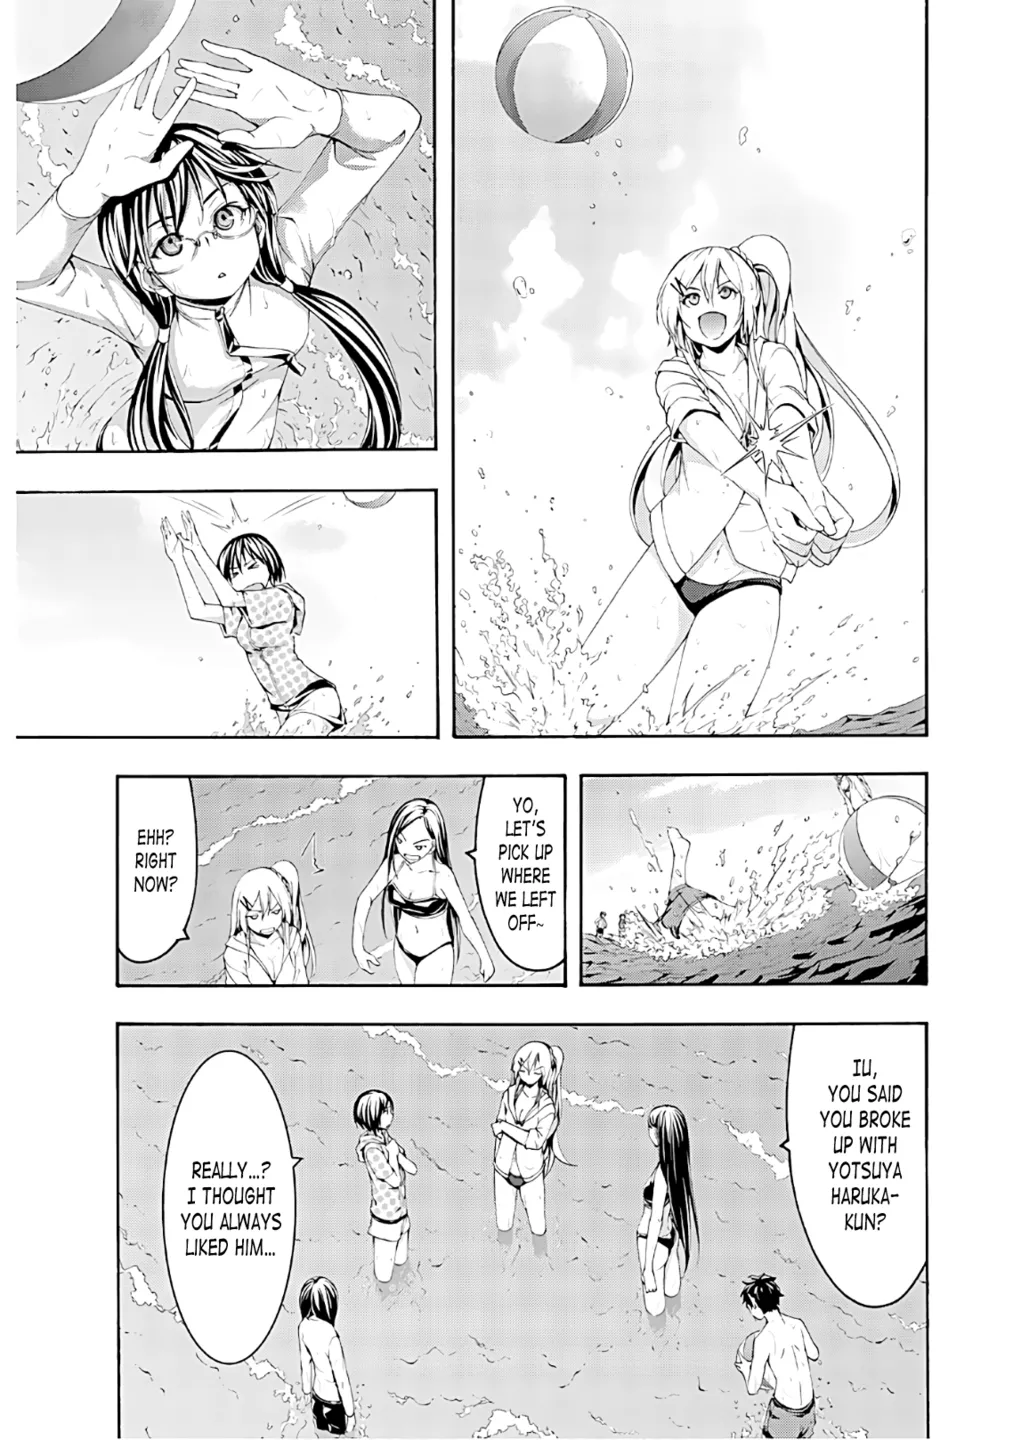 YO,
LET'S
PICK UP
WHERE
WE LEFT
OFF~
EHH?
RIGHT
NOW?
IU,
YOU SAID
YOU BROKE
UP WITH
YOTSUYA
HARUKA-
KUN?
REALLY...?
I THOUGHT
YOU ALWAYS
LIKED HIM...